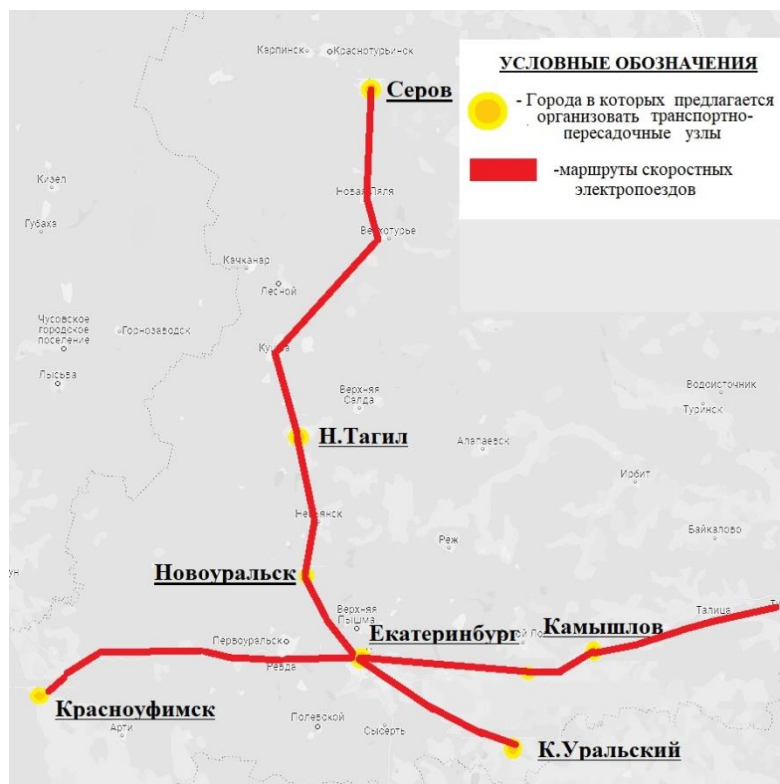 Карпинск
Краснотурьинск
УСЛОВНЫЕ ОБОЗНАЧЕНИЯ
- Города в которых предлагается
организовать транспортно-
пересадочные узлы
-маршруты скоростных
электропоездов
Серов
Кизел
Новая Ляля
Губаха
Верхотурье
Качканар
Лесной
Чусовское
городское
поселение
Горнозаводск
Лысьва
Верхняя
Салда
Водоисточник
Туринск
Н.Тагил
Алапаевск
Ирбит
Невьянск
Байкалово
Реж
Новоуральск
Верхняя
Пышма
Талица
Первоуральск
Екатеринбург
Камышлов
Ревда
Красноуфимск
Арти
Полевской
Сысерть
К.Уральский